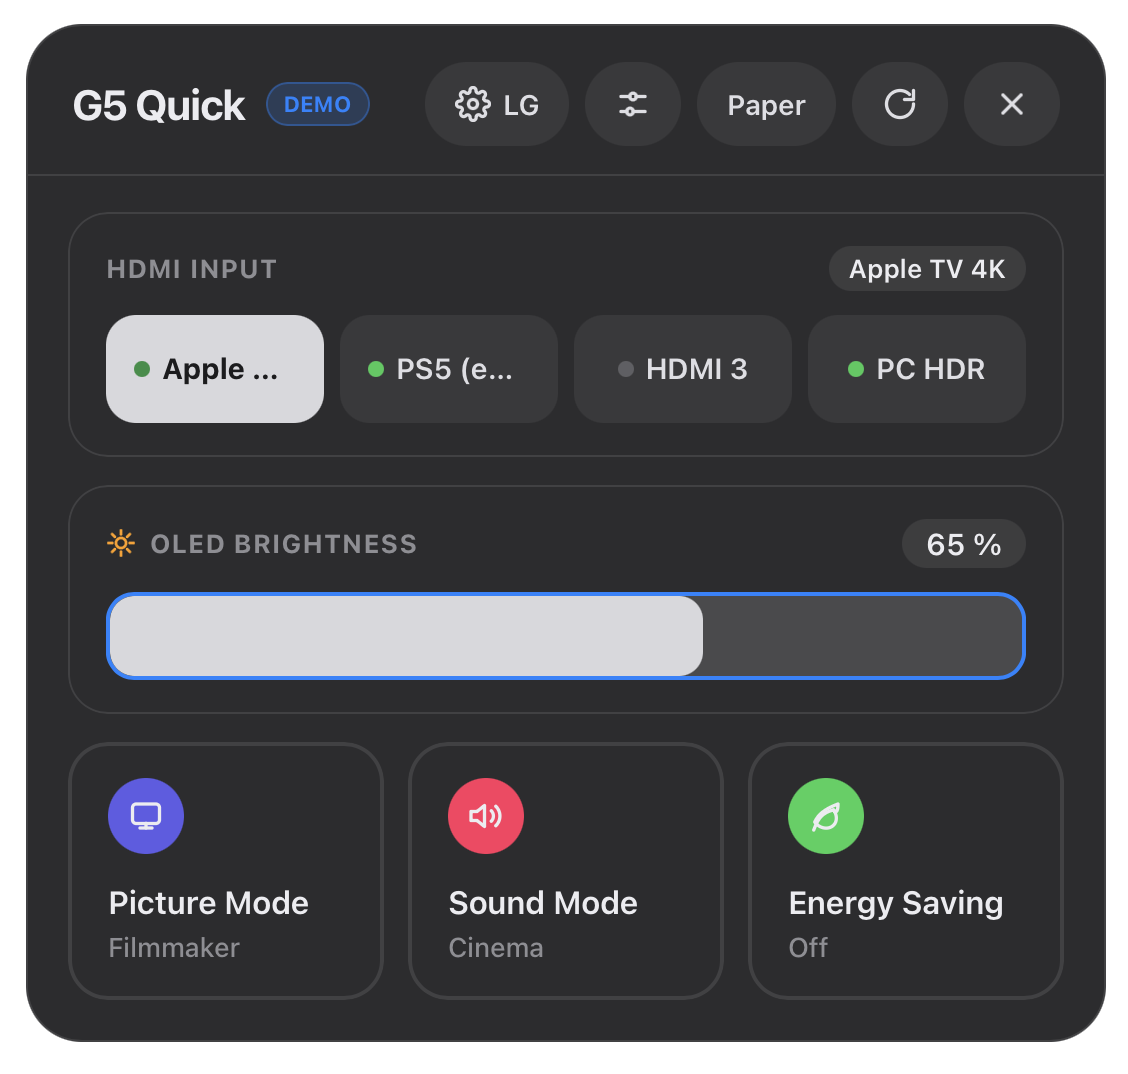 G5 Quick DEMO LG Paper
HDMI INPUT Apple TV 4K
Apple ... PS5 (e... HDMI 3 PC HDR
OLED BRIGHTNESS 65 %
Picture Mode Sound Mode Energy Saving
Filmmaker Cinema Off